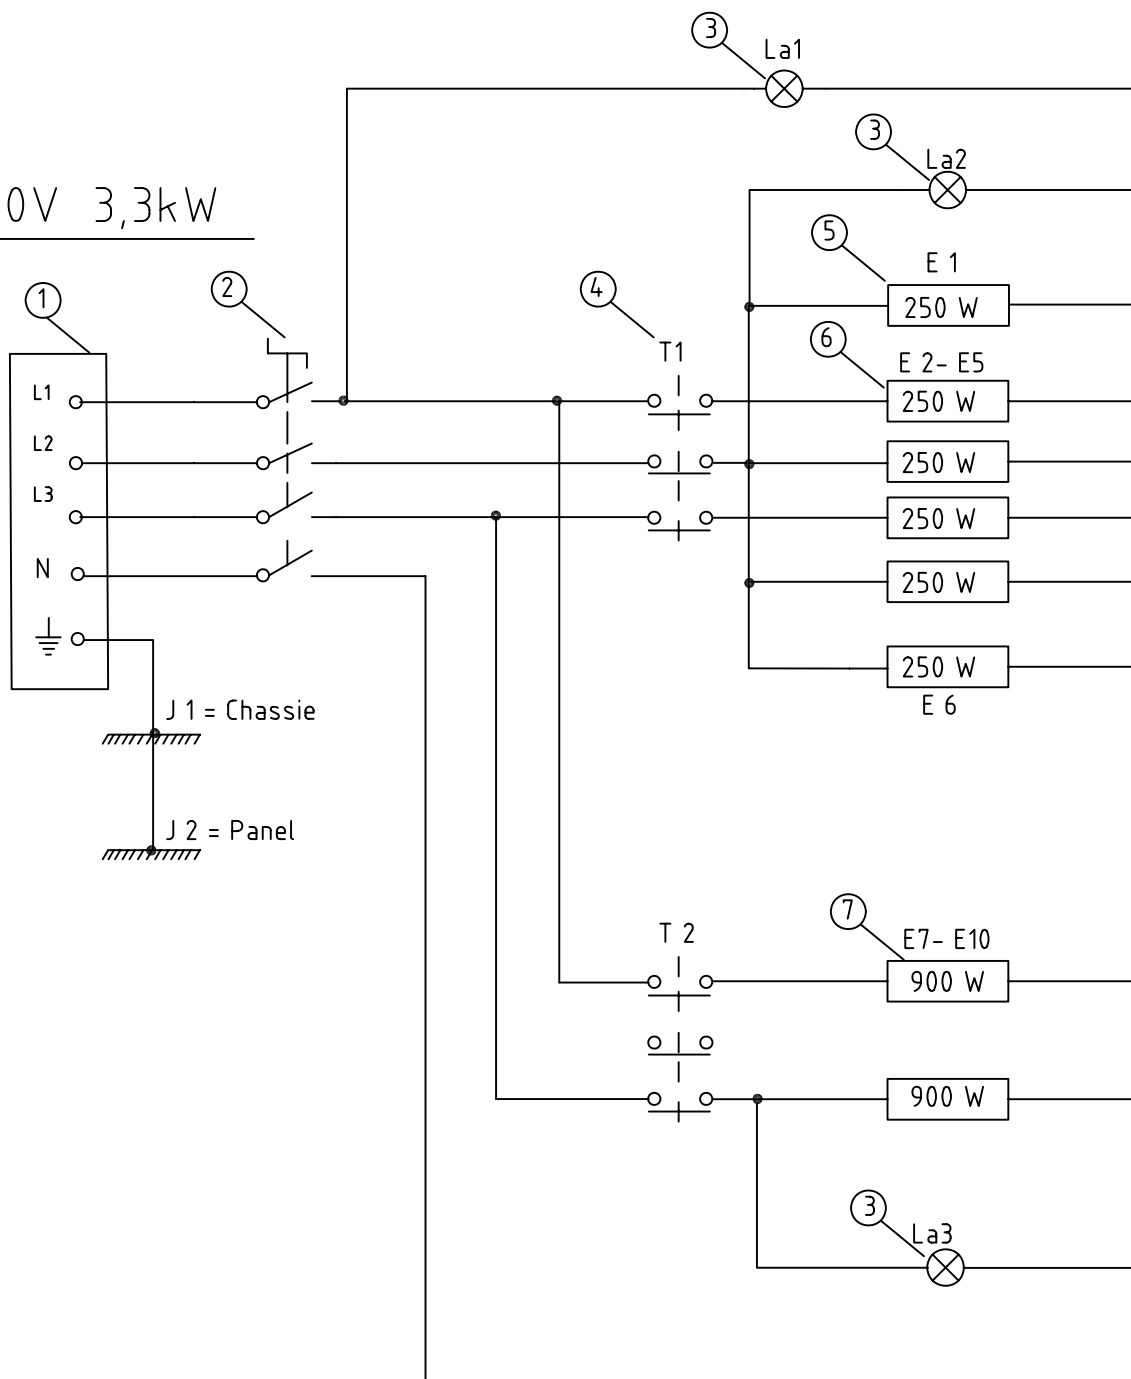 3
La1
3
La2
0V 3,3kW
5
E 1
250 W
1
2
4
T1
6
E 2- E5
L1
250 W
L2
250 W
L3
250 W
N
250 W
250 W
E 6
J 1 = Chassie
J 2 = Panel
7
T 2
E7- E10
900 W
900 W
3
La3